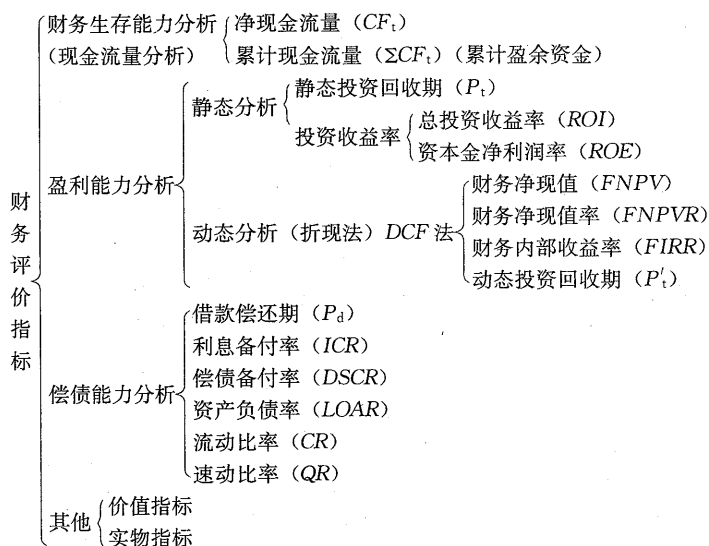 财务评价指标
财务生存能力分析
(现金流量分析)
净现金流量（CFt）
累计现金流量（ΣCFt）（累计盈余资金）
盈利能力分析
静态分析
静态投资回收期（Pt）
投资收益率
总投资收益率（ROI）
资本金净利润率（ROE）
动态分析（折现法）DCF 法
财务净现值（FNPV）
财务净现值率（FNPVR）
财务内部收益率（FIRR）
动态投资回收期（P't）
偿债能力分析
借款偿还期（Pd）
利息备付率（ICR）
偿债备付率（DSCR）
资产负债率（LOAR）
流动比率（CR）
速动比率（QR）
其他
价值指标
实物指标